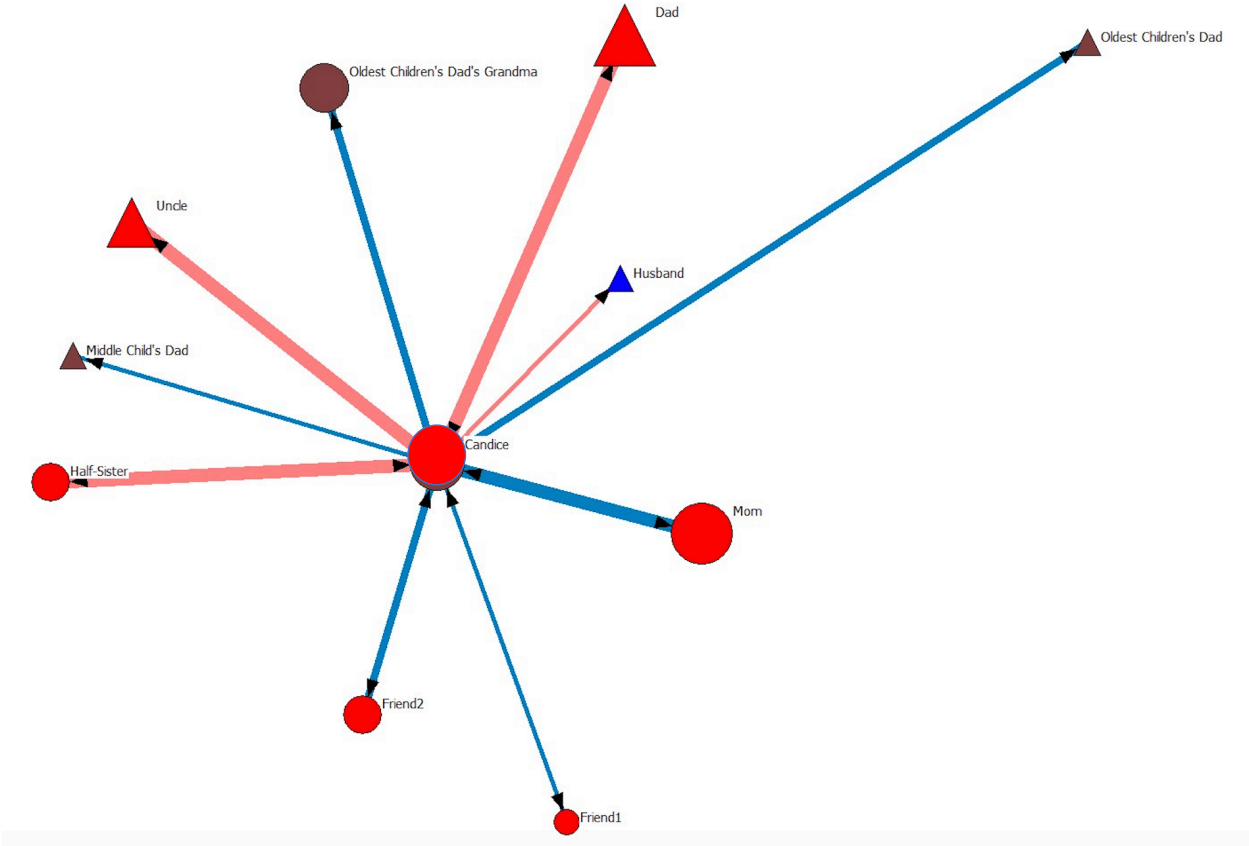 Dad
Oldest Children's Dad
Oldest Children's Dad's Grandma
Uncle
Husband
Middle Child's Dad
Candice
Half-Sister
Mom
Friend2
Friend1